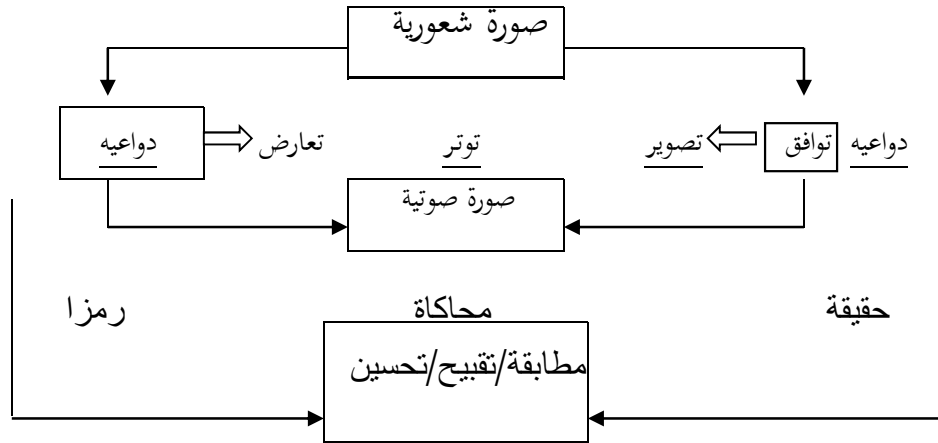 صورة شعورية
دواعيه توافق تصوير توتر تعارض دواعيه
صورة صوتية
حقيقة محاكاة رمزا
مطابقة/تقبيح/تحسين